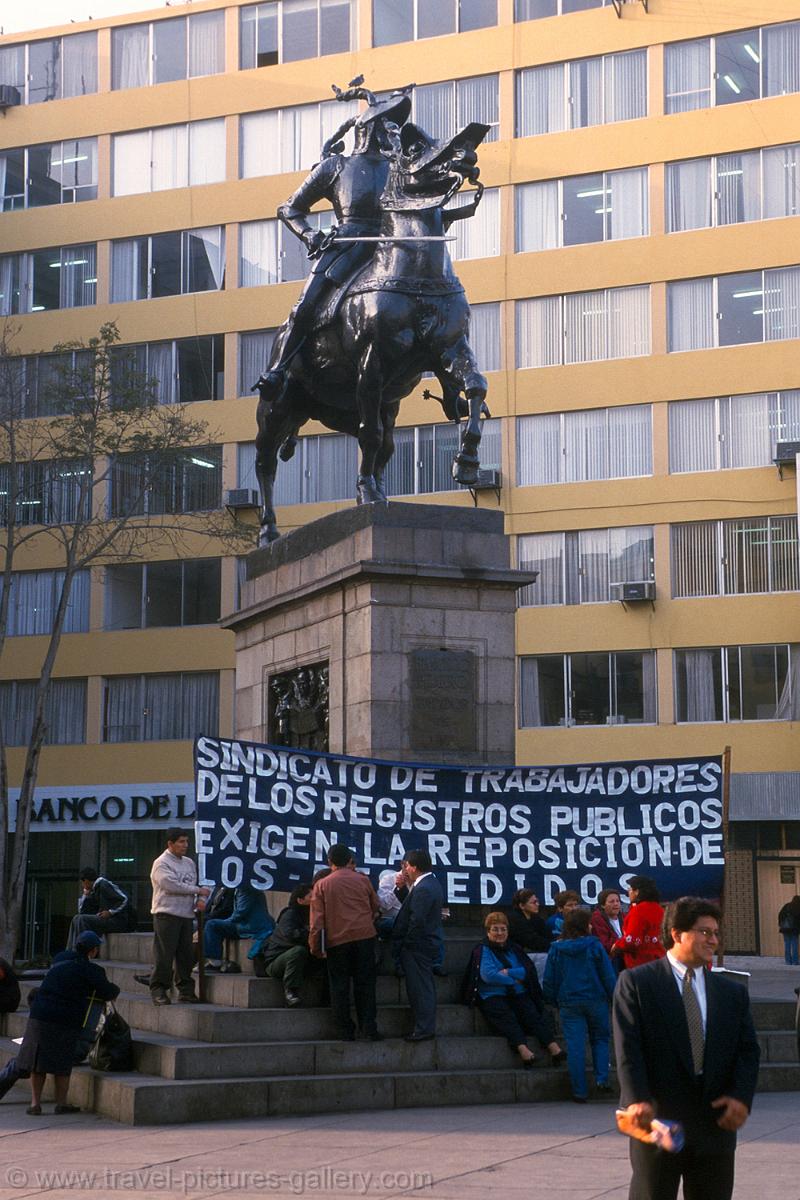 SINDICATO DE TRABAJADORES
DE LOS REGISTROS PUBLICOS
EXIGEN-LA REPOSICION-DE
LOS-
BANCO DE L
© www.travel-pictures-gallery.com